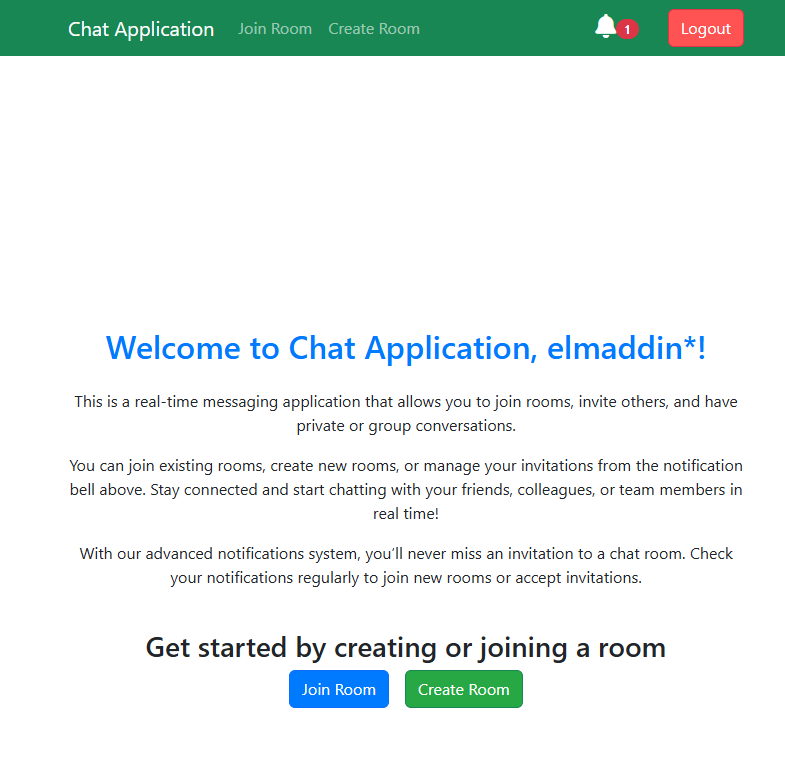 Chat Application Join Room Create Room 1 Logout
Welcome to Chat Application, elmaddin*!
This is a real-time messaging application that allows you to join rooms, invite others, and have
private or group conversations.
You can join existing rooms, create new rooms, or manage your invitations from the notification
bell above. Stay connected and start chatting with your friends, colleagues, or team members in
real time!
With our advanced notifications system, you’ll never miss an invitation to a chat room. Check
your notifications regularly to join new rooms or accept invitations.
Get started by creating or joining a room
Join Room Create Room